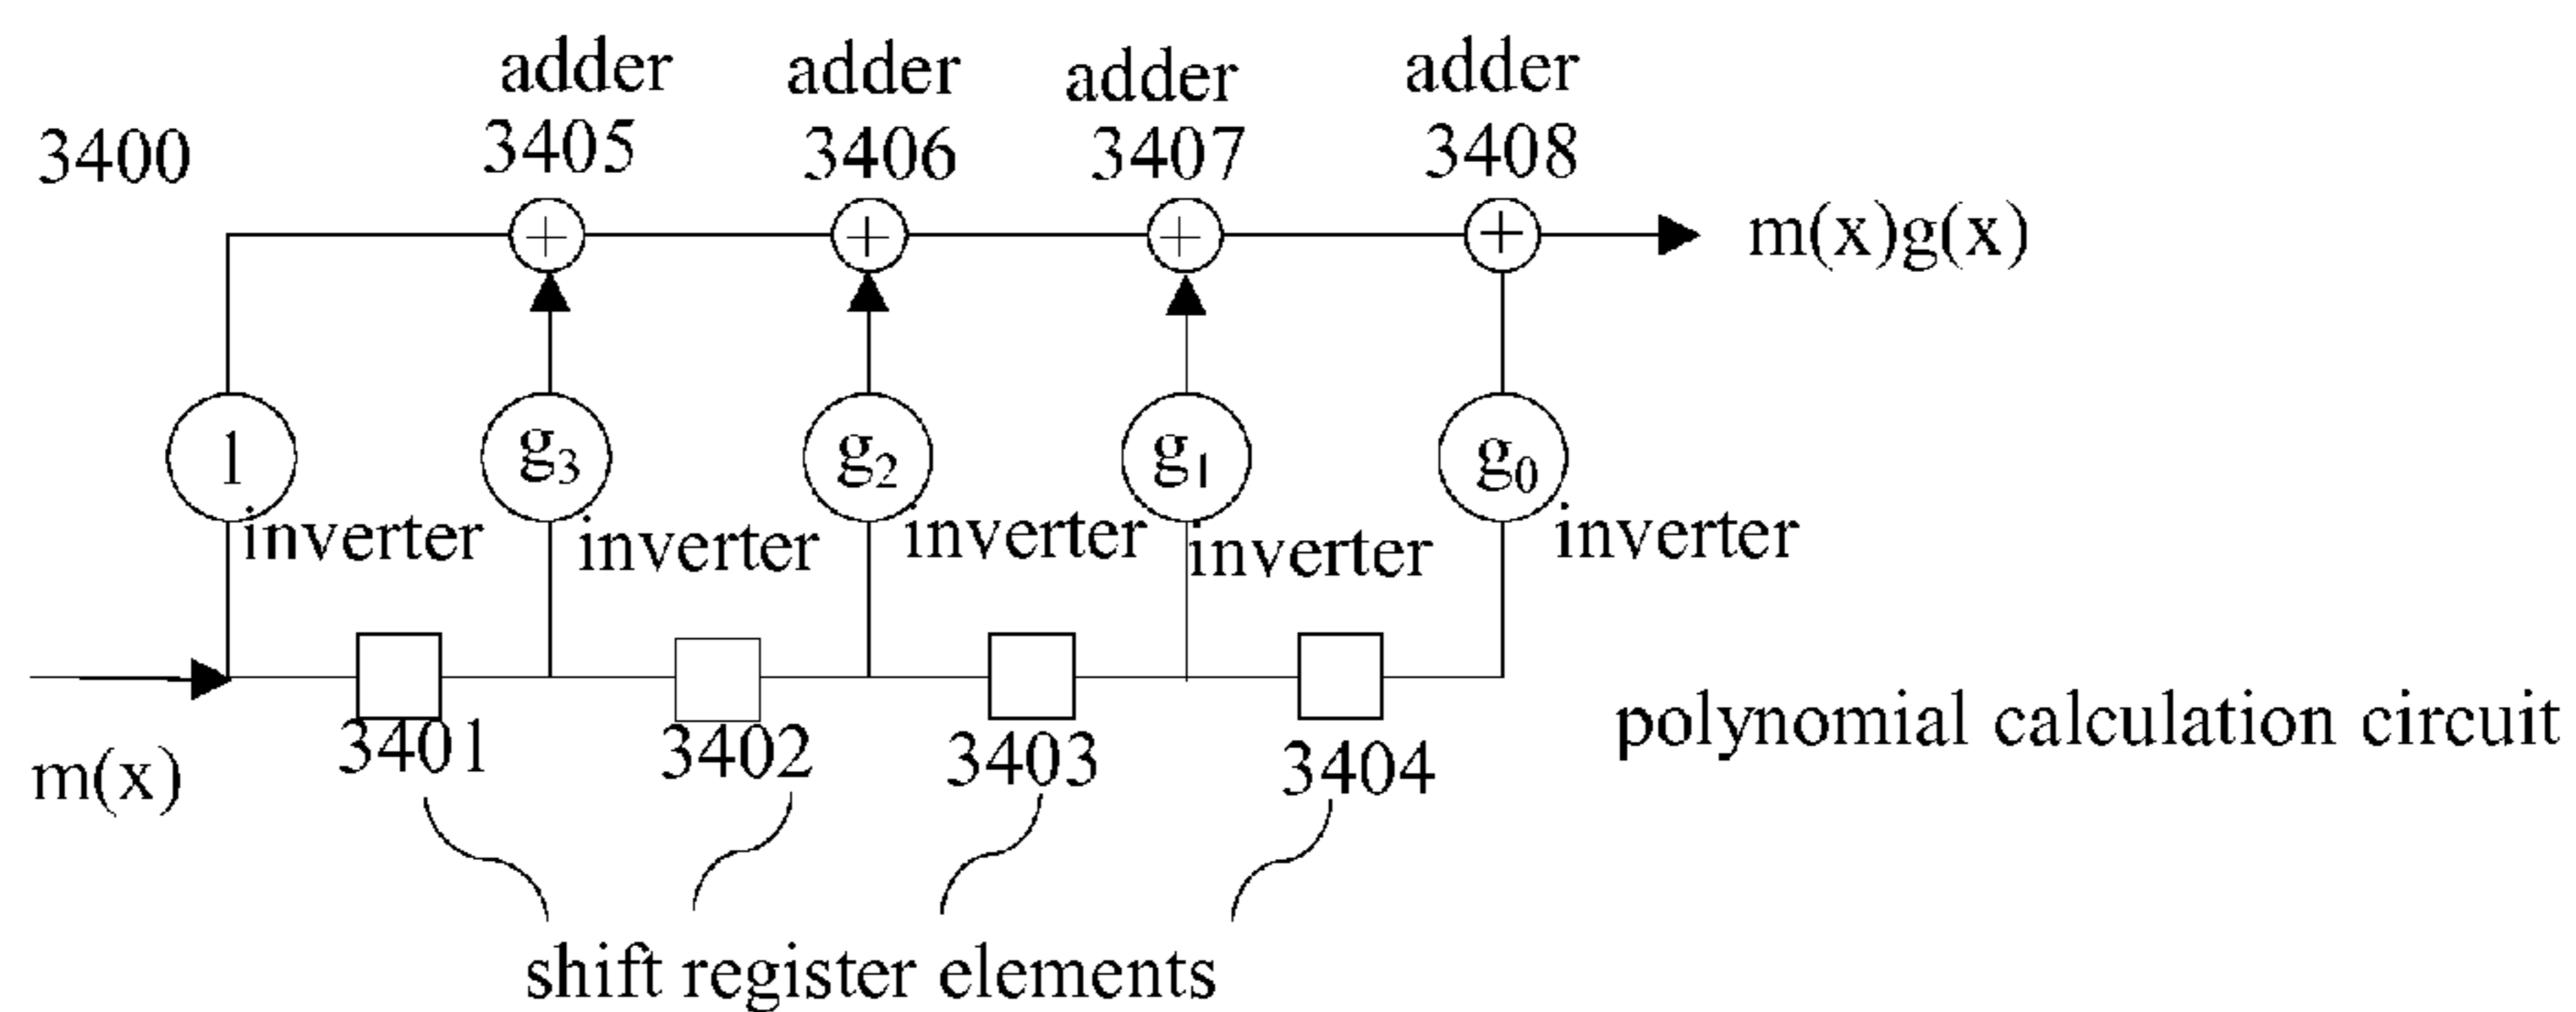 3400
adder
3405
adder
3406
adder
3407
adder
3408
+ + + +
m(x)g(x)
1 g3 g2 g1 g0
inverter inverter inverter inverter inverter
m(x)
3401 3402 3403 3404
polynomial calculation circuit
shift register elements